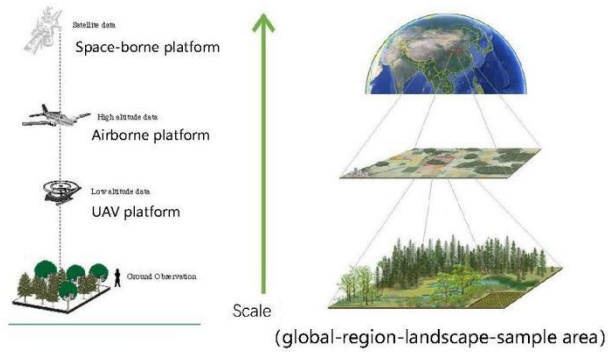 Satellite data
Space-borne platform
High altitude data
Airborne platform
Low altitude data
UAV platform
Ground Observation
Scale
(global-region-landscape-sample area)